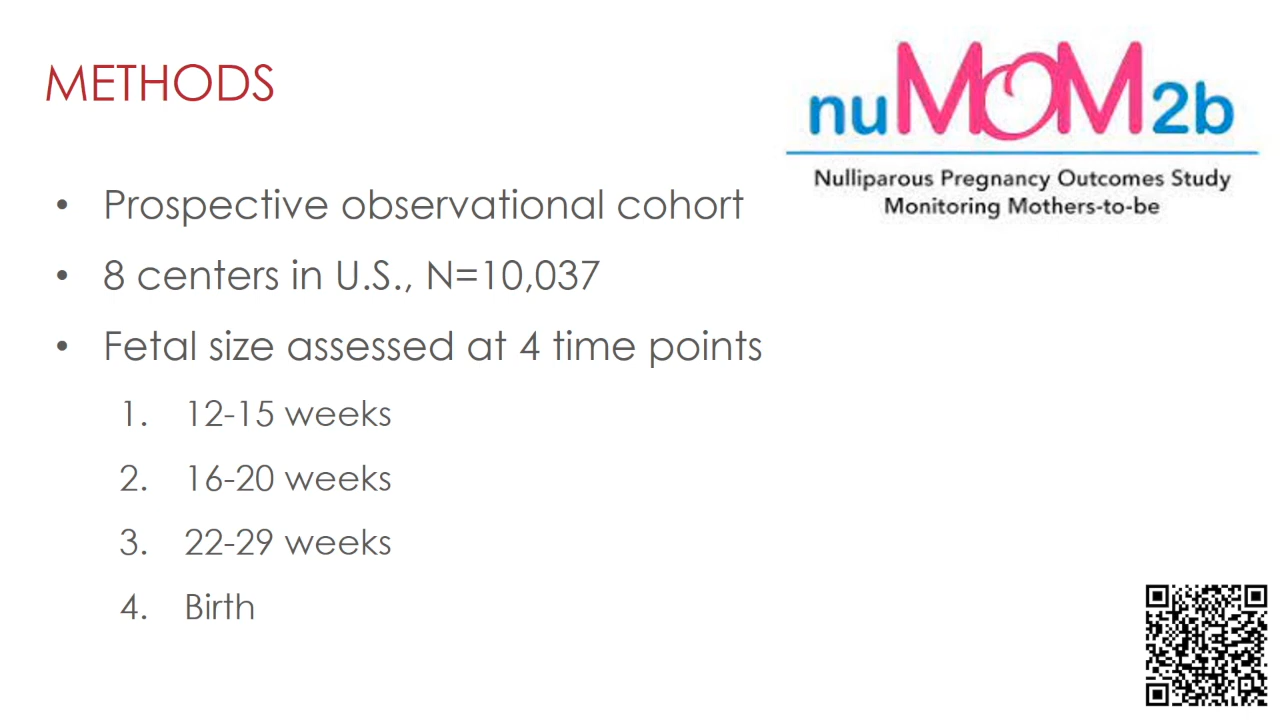 METHODS
nuMOM2b
Nulliparous Pregnancy Outcomes Study
Monitoring Mothers-to-be
• Prospective observational cohort
• 8 centers in U.S., N=10,037
• Fetal size assessed at 4 time points
1. 12-15 weeks
2. 16-20 weeks
3. 22-29 weeks
4. Birth